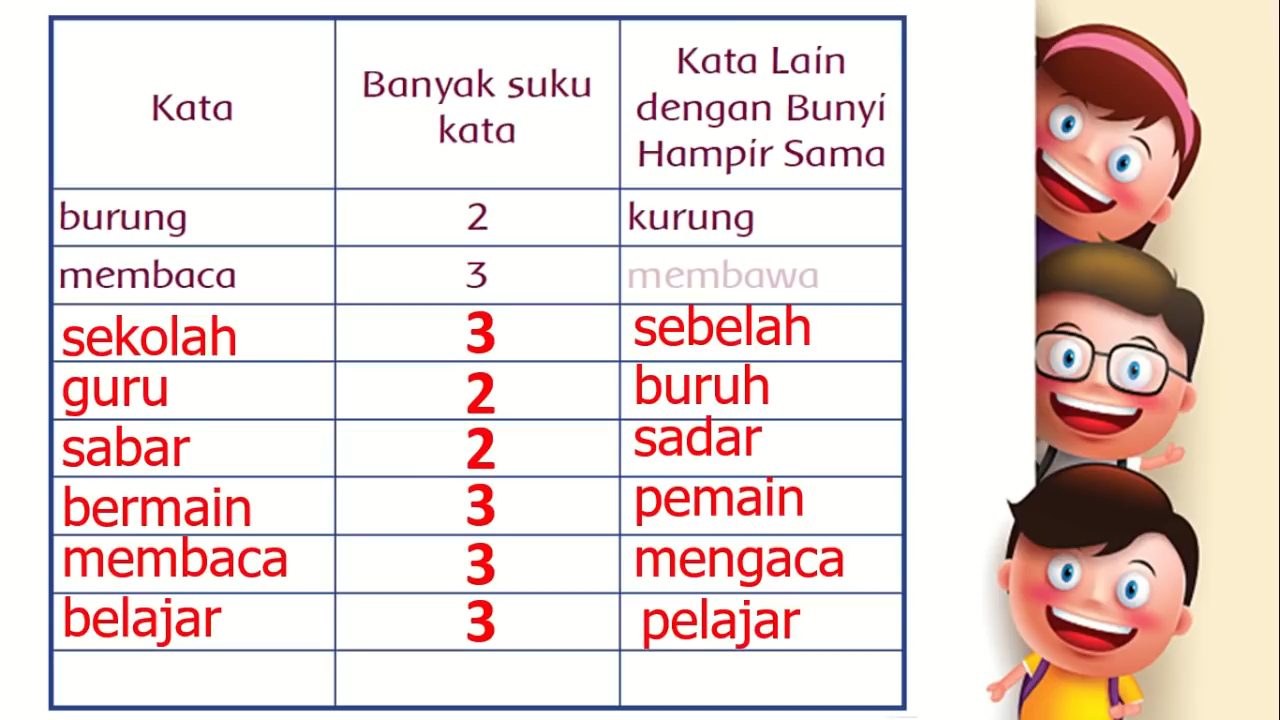 Kata Banyak suku kata Kata Lain dengan Bunyi Hampir Sama
burung 2 kurung
membaca 3 membawa
sekolah 3 sebelah
guru 2 buruh
sabar 2 sadar
bermain 3 pemain
membaca 3 mengaca
belajar 3 pelajar